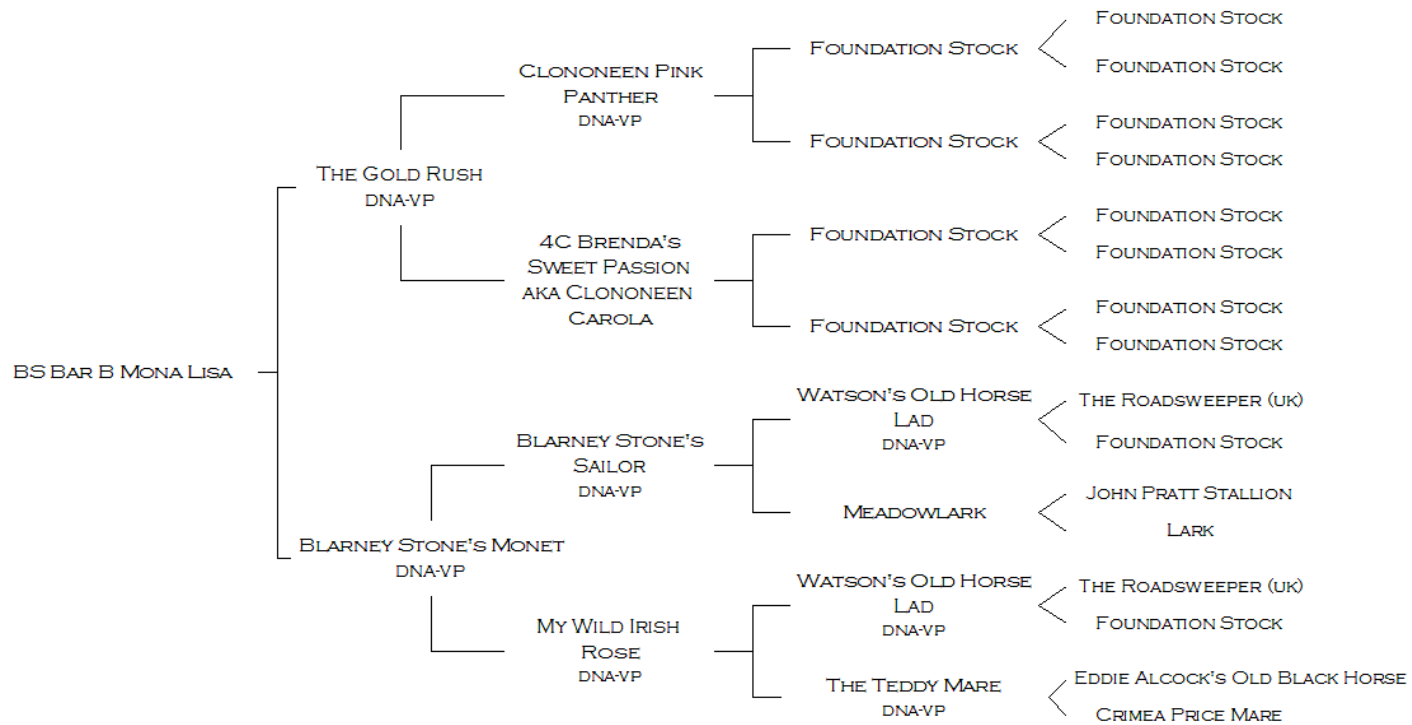 BS Bar B Mona Lisa
The Gold Rush
DNA-VP
Blarney Stone's Monet
DNA-VP
Clononeen Pink
Panther
DNA-VP
4C Brenda's
Sweet Passion
aka Clononeen
Carola
Blarney Stone's
Sailor
DNA-VP
My Wild Irish
Rose
DNA-VP
Foundation Stock
Foundation Stock
Foundation Stock
Foundation Stock
Watson's Old Horse
Lad
DNA-VP
Meadowlark
Watson's Old Horse
Lad
DNA-VP
The Teddy Mare
DNA-VP
Foundation Stock
Foundation Stock
Foundation Stock
Foundation Stock
Foundation Stock
Foundation Stock
Foundation Stock
Foundation Stock
The Roadsweeper (UK)
Foundation Stock
John Pratt Stallion
Lark
The Roadsweeper (UK)
Foundation Stock
Eddie Alcock's Old Black Horse
Crimea Price Mare